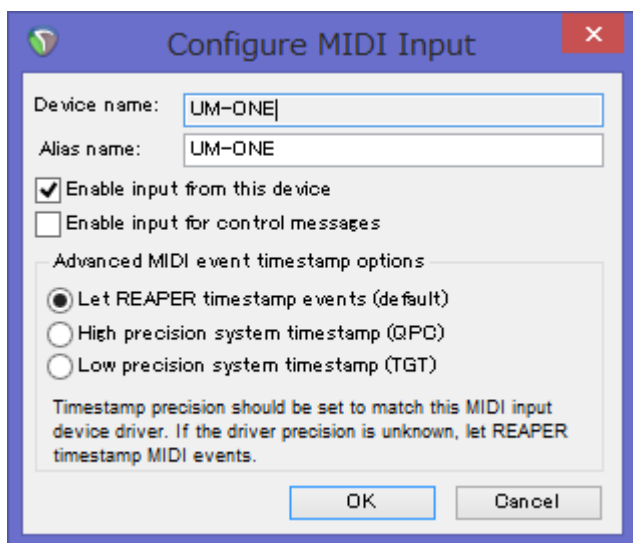 Configure MIDI Input
Device name: UM-ONE
Alias name: UM-ONE
Enable input from this device
Enable input for control messages
Advanced MIDI event timestamp options
Let REAPER timestamp events (default)
High precision system timestamp (QPC)
Low precision system timestamp (TGT)
Timestamp precision should be set to match this MIDI input
device driver. If the driver precision is unknown, let REAPER
timestamp MIDI events.
OK Cancel